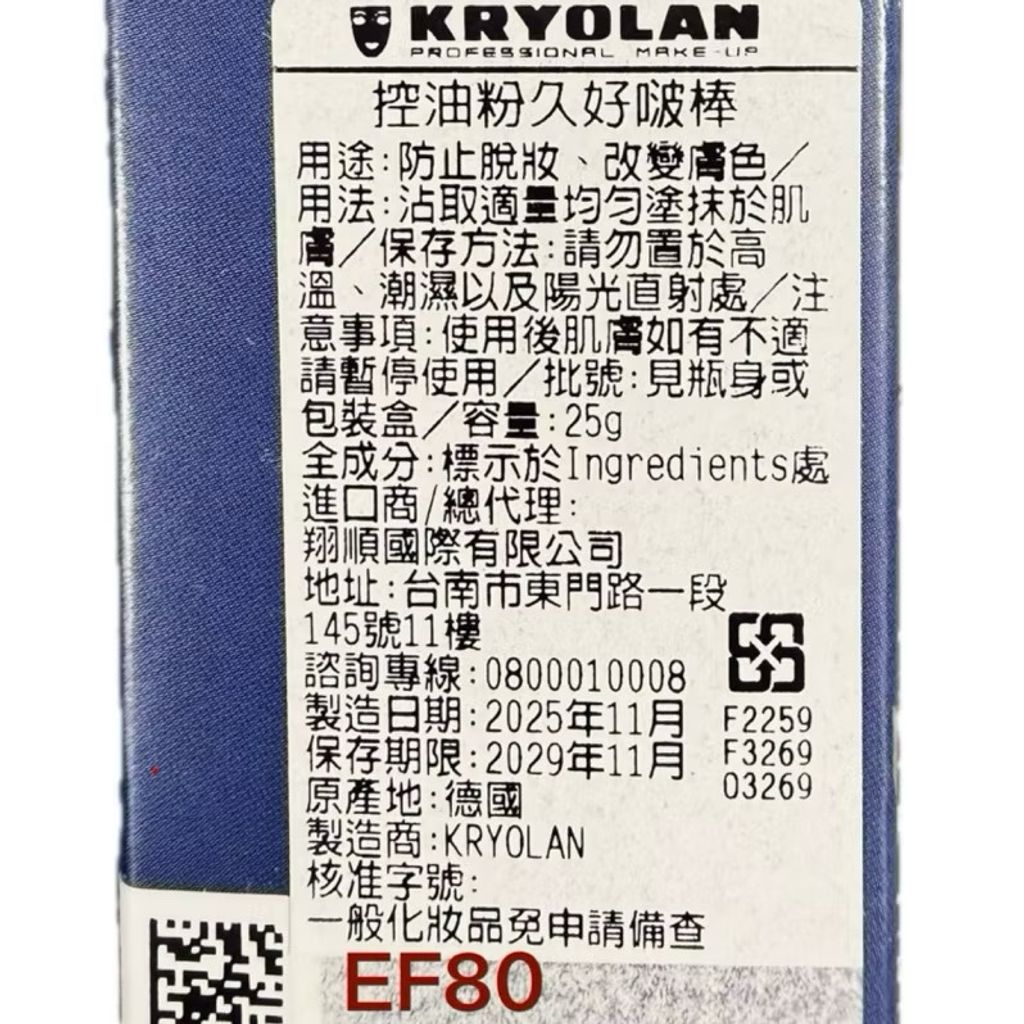 KRYOLAN
PROFESSIONAL MAKE-UP
控油粉久好啵棒
用途:防止脫妝、改變膚色／
用法:沾取適量均勻塗抹於肌
膚／保存方法:請勿置於高
溫、潮濕以及陽光直射處／注
意事項:使用後肌膚如有不適
請暫停使用／批號:見瓶身或
包裝盒／容量:25g
全成分:標示於Ingredients處
進口商/總代理:
翔順國際有限公司
地址:台南市東門路一段
145號11樓
諮詢專線:0800010008
製造日期:2025年11月
保存期限:2029年11月
原產地:德國
製造商:KRYOLAN
核准字號:
一般化妝品免申請備查
F2259
F3269
03269
EF80